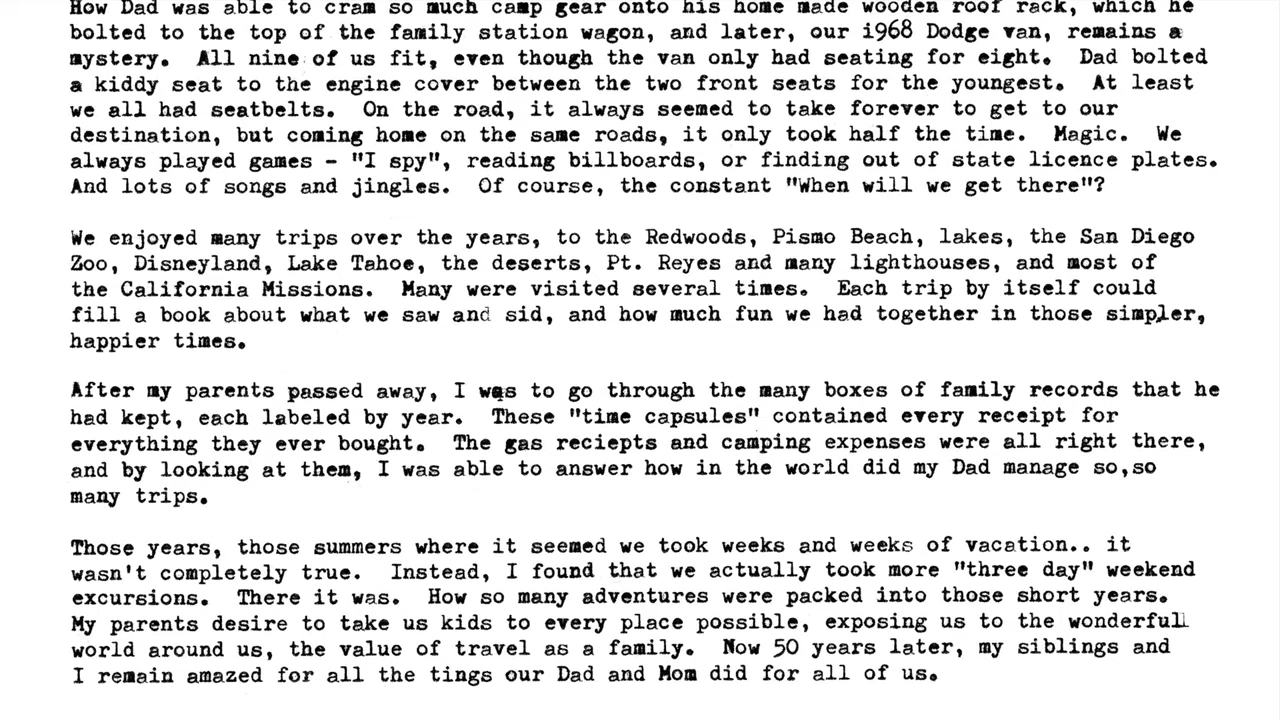 How Dad was able to cram so much camp gear onto his home made wooden roof rack, which he
bolted to the top of the family station wagon, and later, our i968 Dodge van, remains a
mystery.  All nine of us fit, even though the van only had seating for eight.  Dad bolted
a kiddy seat to the engine cover between the two front seats for the youngest.  At least
we all had seatbelts.  On the road, it always seemed to take forever to get to our
destination, but coming home on the same roads, it only took half the time.  Magic.  We
always played games - "I spy", reading billboards, or finding out of state licence plates.
And lots of songs and jingles.  Of course, the constant "When will we get there"?

We enjoyed many trips over the years, to the Redwoods, Pismo Beach, lakes, the San Diego
Zoo, Disneyland, Lake Tahoe, the deserts, Pt. Reyes and many lighthouses, and most of
the California Missions.  Many were visited several times.  Each trip by itself could
fill a book about what we saw and sid, and how much fun we had together in those simpler,
happier times.

After my parents passed away, I was to go through the many boxes of family records that he
had kept, each labeled by year.  These "time capsules" contained every receipt for
everything they ever bought.  The gas reciepts and camping expenses were all right there,
and by looking at them, I was able to answer how in the world did my Dad manage so,so
many trips.

Those years, those summers where it seemed we took weeks and weeks of vacation.. it
wasn't completely true.  Instead, I found that we actually took more "three day" weekend
excursions.  There it was.  How so many adventures were packed into those short years.
My parents desire to take us kids to every place possible, exposing us to the wonderful
world around us, the value of travel as a family.  Now 50 years later, my siblings and
I remain amazed for all the tings our Dad and Mom did for all of us.